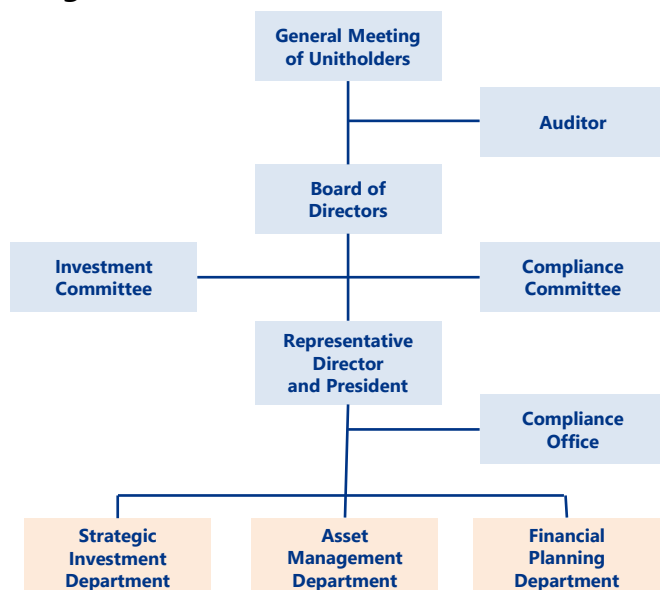 General Meeting
of Unitholders
Auditor
Board of
Directors
Investment
Committee
Compliance
Committee
Representative
Director
and President
Compliance
Office
Strategic
Investment
Department
Asset
Management
Department
Financial
Planning
Department